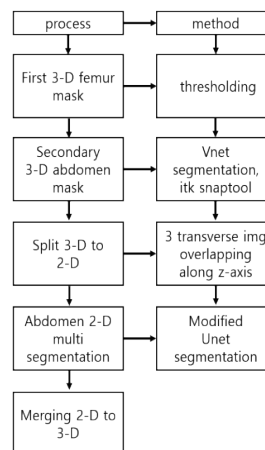 process
method
First 3-D femur
mask
thresholding
Secondary
3-D abdomen
mask
Vnet
segmentation,
itk snaptool
Split 3-D to
2-D
3 transverse img
overlapping
along z-axis
Abdomen 2-D
multi
segmentation
Modified
Unet
segmentation
Merging 2-D to
3-D